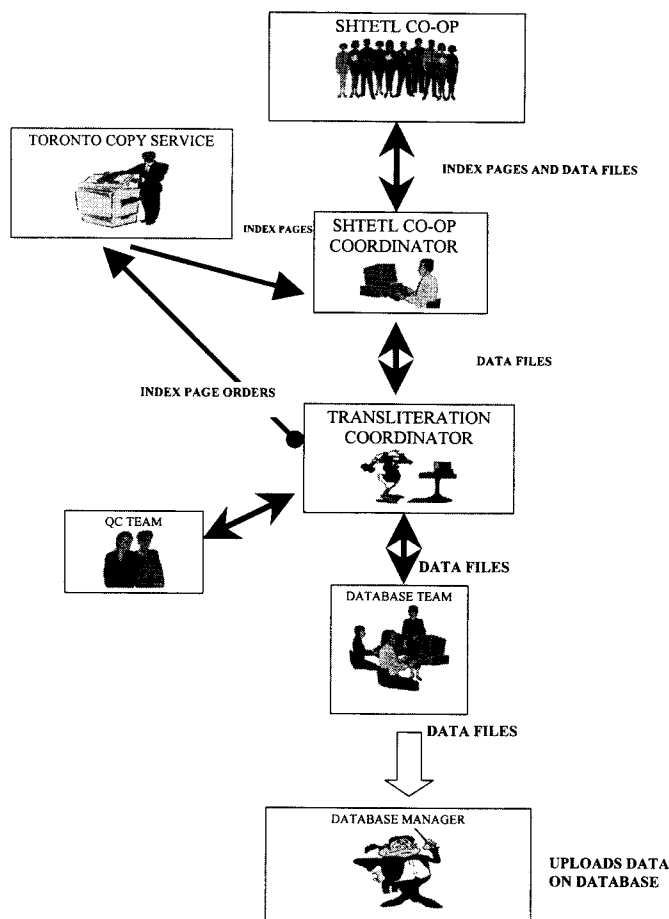 SHTETL CO-OP
TORONTO COPY SERVICE
INDEX PAGES AND DATA FILES
INDEX PAGES
SHTETL CO-OP
COORDINATOR
DATA FILES
INDEX PAGE ORDERS
TRANSLITERATION
COORDINATOR
QC TEAM
DATA FILES
DATABASE TEAM
DATA FILES
DATABASE MANAGER
UPLOADS DATA
ON DATABASE